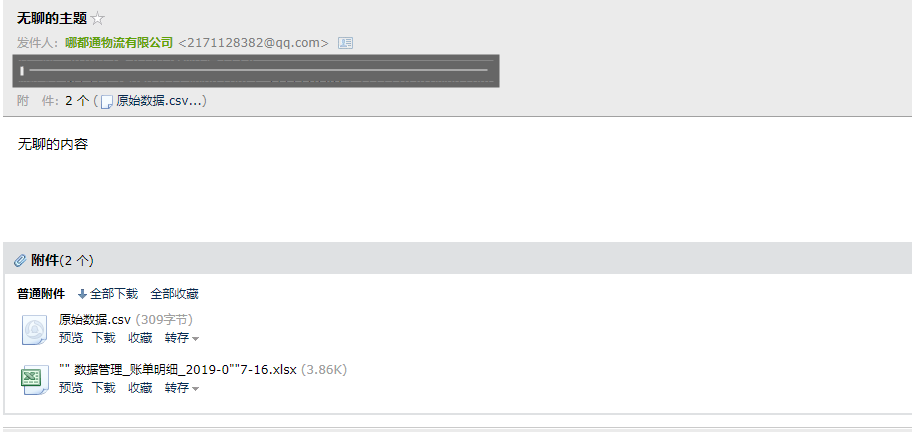 无聊的主题
发件人：哪都通物流有限公司 <2171128382@qq.com>
附 件：2 个 (原始数据.csv...)
无聊的内容
附件(2 个)
普通附件 全部下载 全部收藏
原始数据.csv (309字节)
预览 下载 收藏 转存
"" 数据管理_账单明细_2019-0""7-16.xlsx (3.86K)
预览 下载 收藏 转存